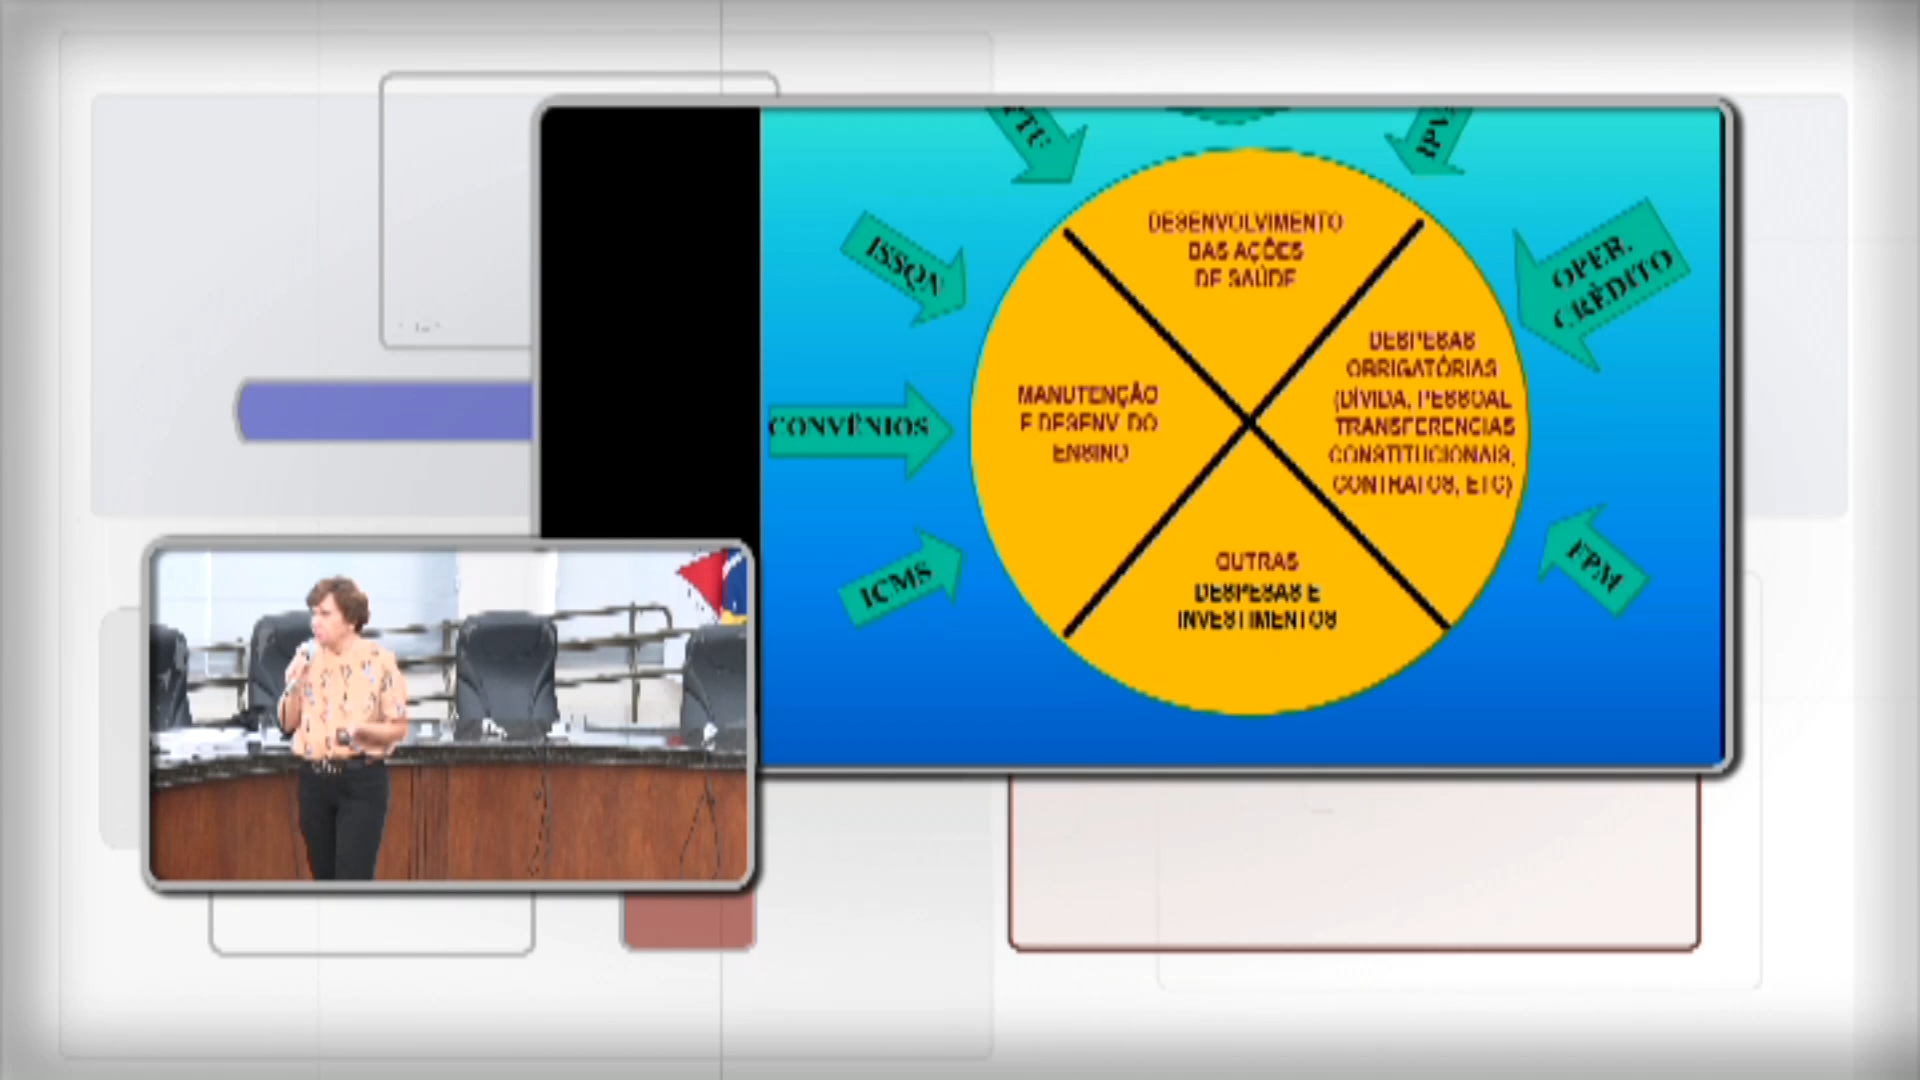 IPVA
ISSQN
OPER.
CRÉDITO
DESENVOLVIMENTO
DAS AÇÕES
DE SAÚDE
DESPESAS
OBRIGATÓRIAS
(DÍVIDA, PESSOAL
TRANSFERENCIAS
CONSTITUCIONAIS,
CONTRATOS, ETC)
MANUTENÇÃO
E DESENV. DO
ENSINO
CONVÊNIOS
OUTRAS
DESPESAS E
INVESTIMENTOS
ICMS
FPM